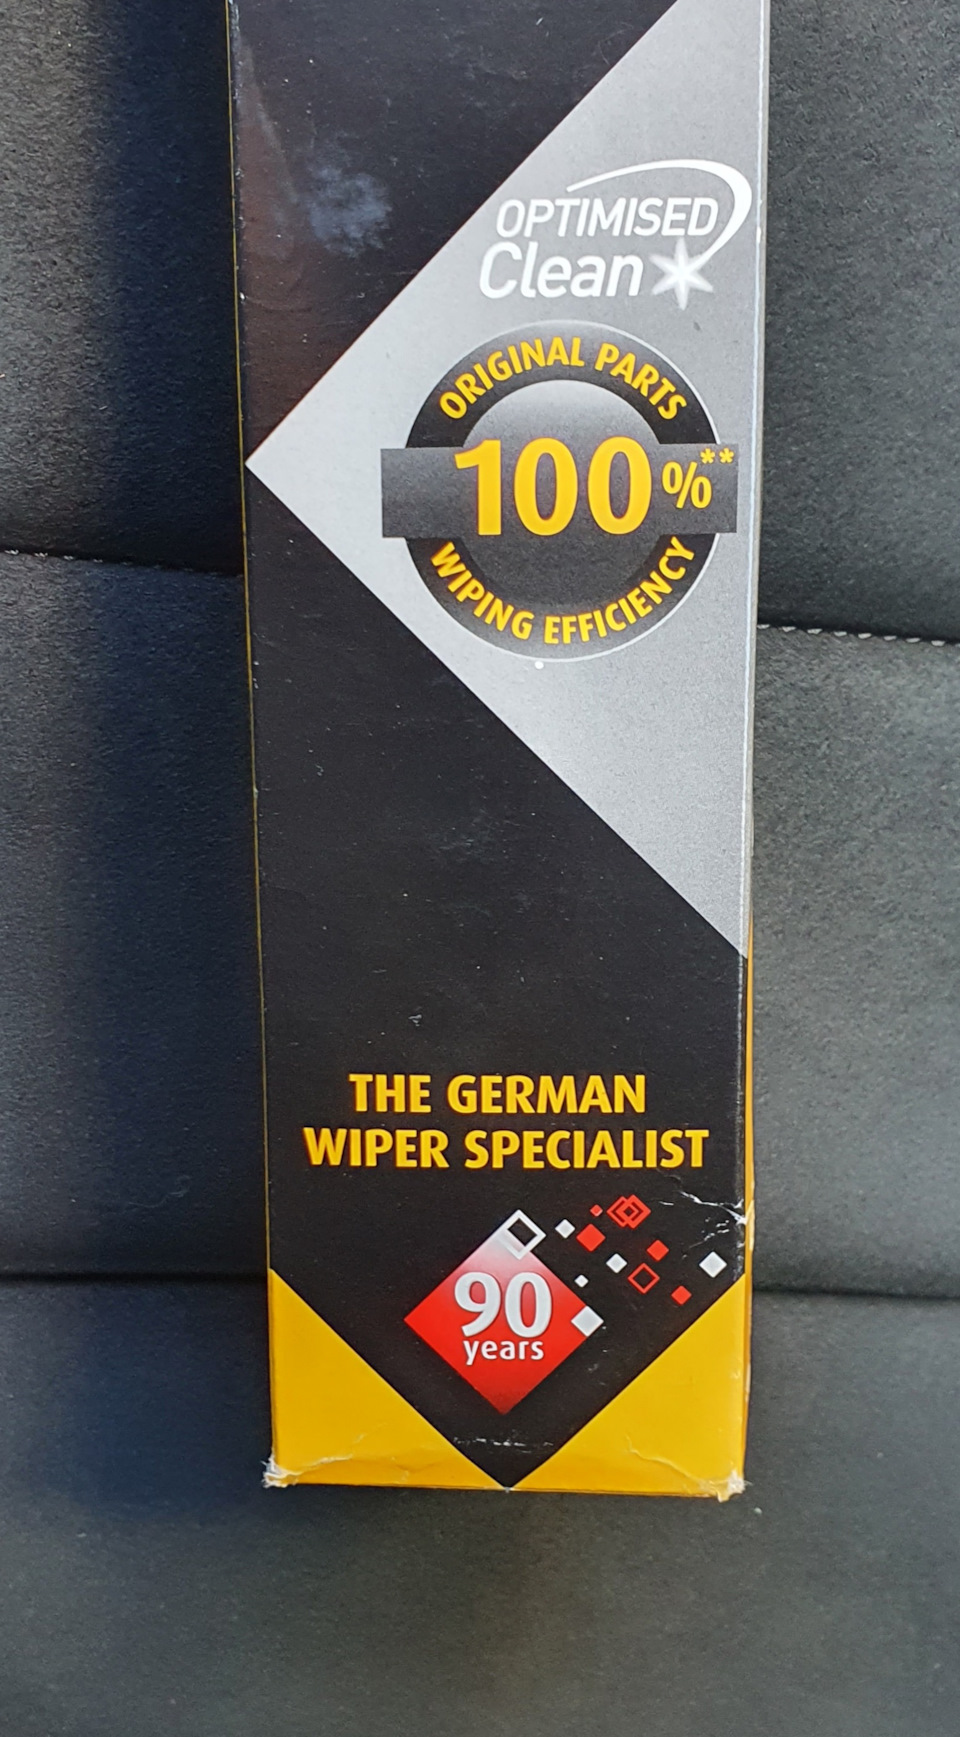 OPTIMISED
Clean
ORIGINAL PARTS
100%**
WIPING EFFICIENCY
THE GERMAN
WIPER SPECIALIST
90
years